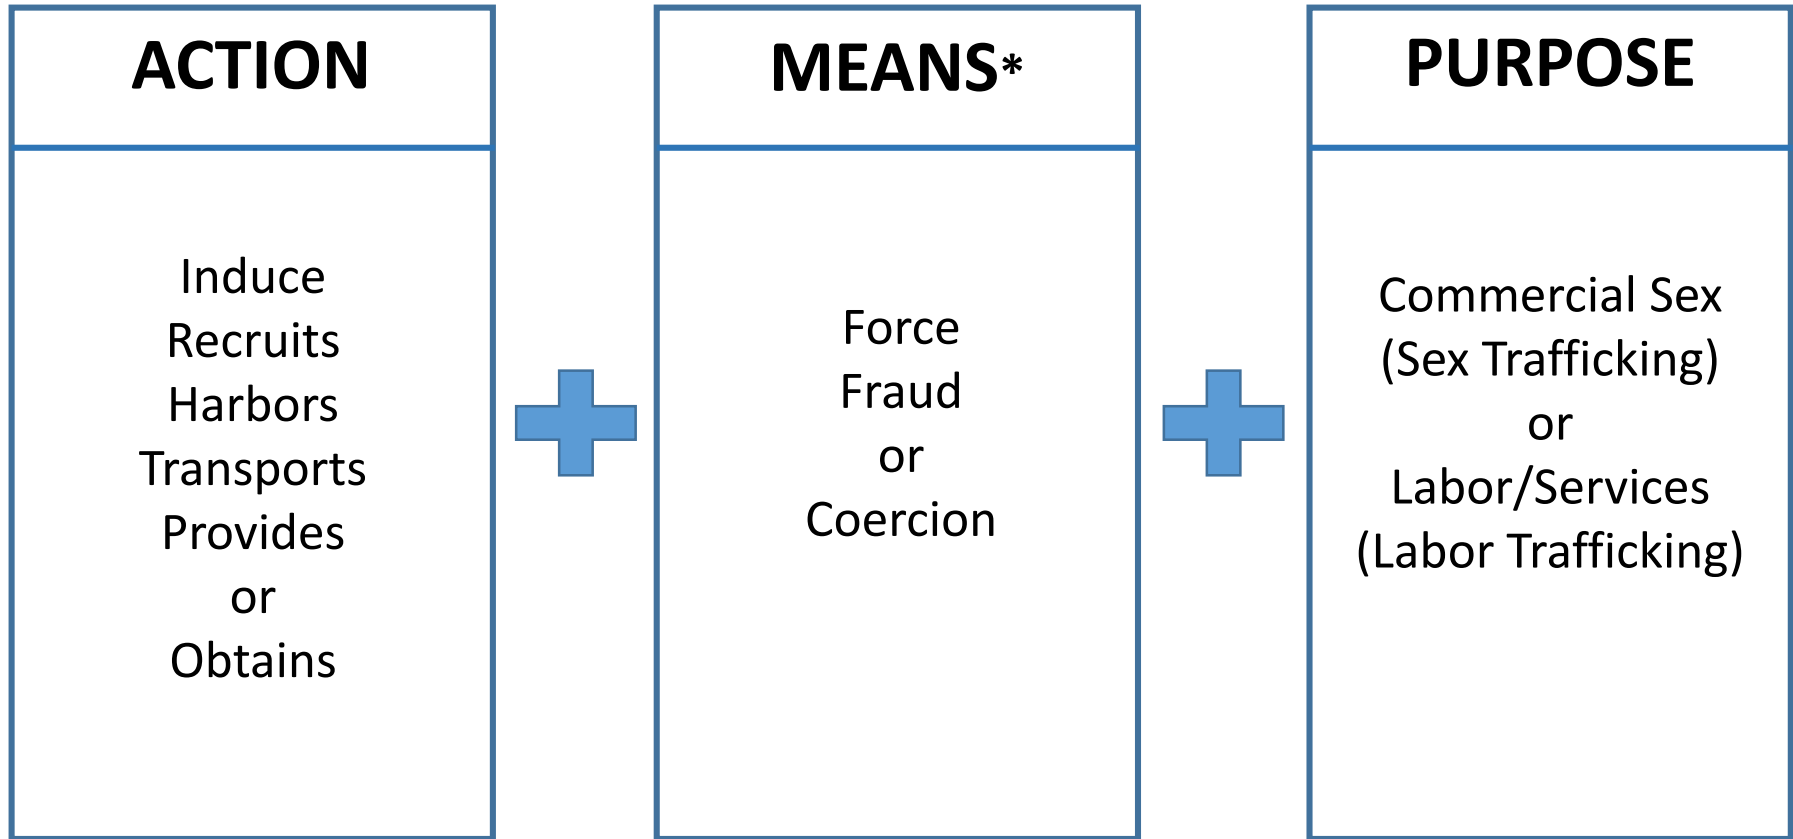 ACTION
Induce
Recruits
Harbors
Transports
Provides
or
Obtains
MEANS*
Force
Fraud
or
Coercion
PURPOSE
Commercial Sex
(Sex Trafficking)
or
Labor/Services
(Labor Trafficking)